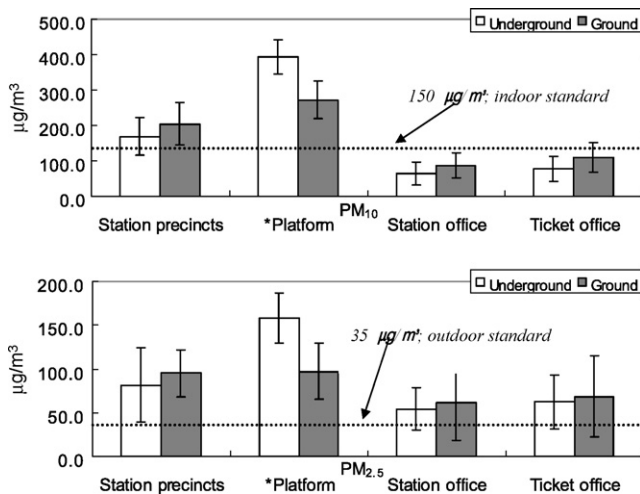 Underground Ground
500.0
400.0
300.0
200.0
100.0
0.0
µg/m³
150 µg/m³; indoor standard
Station precincts *Platform Station office Ticket office
PM₁₀
Underground Ground
200.0
150.0
100.0
50.0
0.0
µg/m³
35 µg/m³; outdoor standard
Station precincts *Platform Station office Ticket office
PM₂.₅